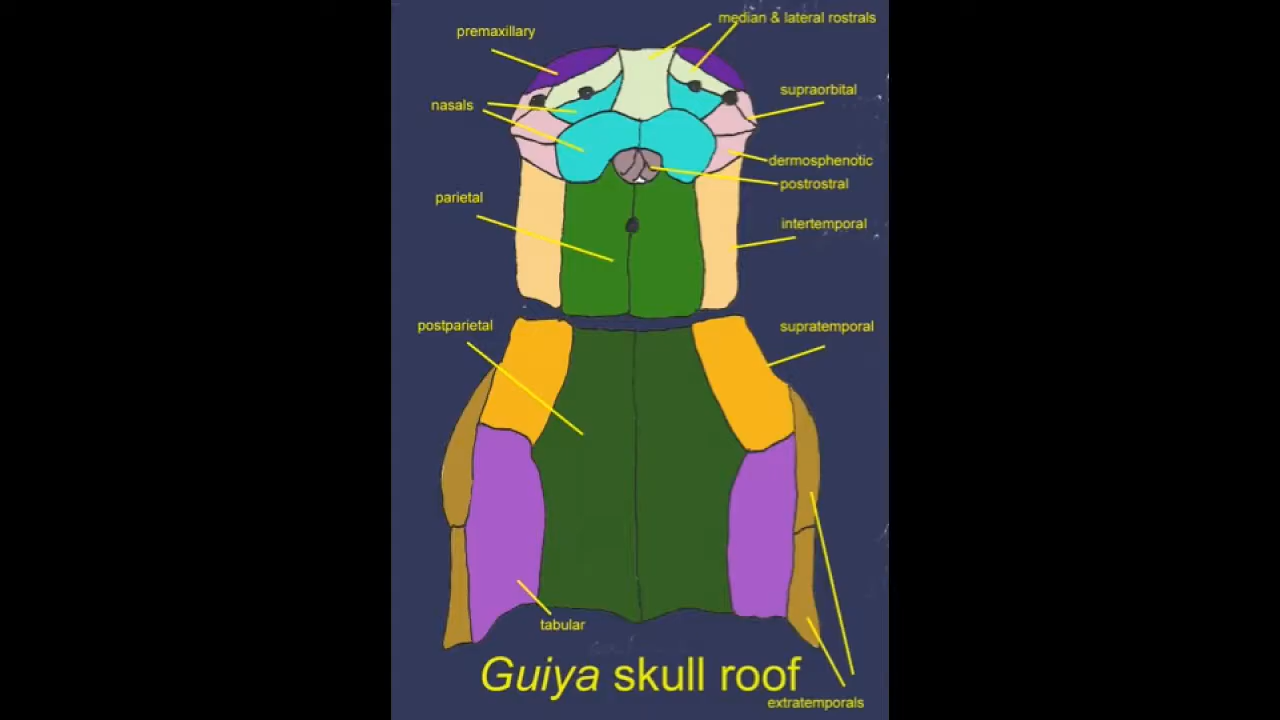 median & lateral rostrals
premaxillary
supraorbital
nasals
dermosphenotic
postrostral
parietal
intertemporal
postparietal
supratemporal
tabular
Guiya skull roof
extratemporals